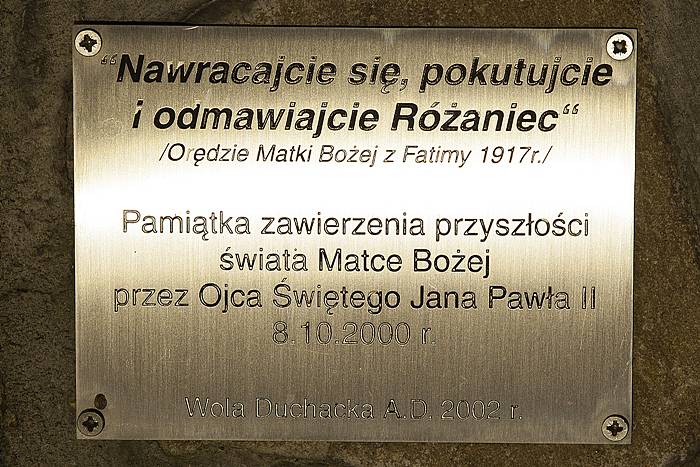 “Nawracajcie się, pokutujcie
i odmawiajcie Różaniec“
/Orędzie Matki Bożej z Fatimy 1917r./
Pamiątka zawierzenia przyszłości
świata Matce Bożej
przez Ojca Świętego Jana Pawła II
8.10.2000 r.
Wola Duchacka A.D. 2002 r.